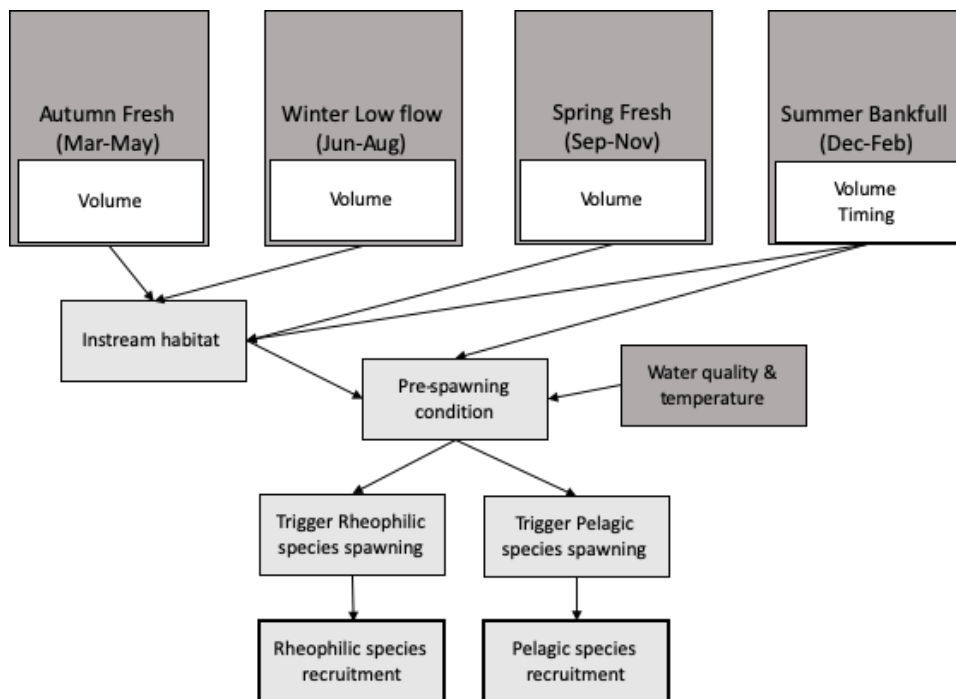 Autumn Fresh
(Mar-May)
Volume
Winter Low flow
(Jun-Aug)
Volume
Spring Fresh
(Sep-Nov)
Volume
Summer Bankfull
(Dec-Feb)
Volume
Timing
Instream habitat
Pre-spawning
condition
Water quality &
temperature
Trigger Rheophilic
species spawning
Trigger Pelagic
species spawning
Rheophilic species
recruitment
Pelagic species
recruitment